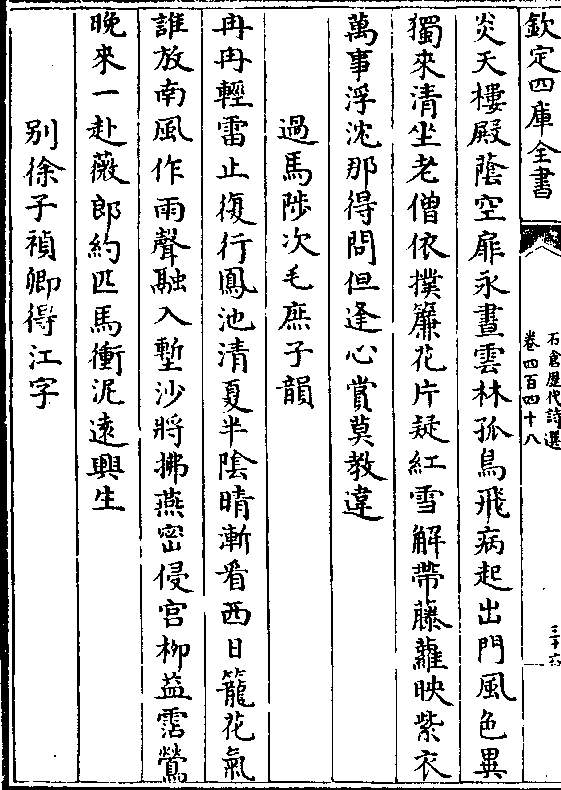 欽定四庫全書
石倉歷代詩選
卷四百四十八
三十六
炎天樓殿蔭空扉永晝雲林孤鳥飛病起出門風色異
獨來清坐老僧依撲簾花片疑紅雪解帶藤蘿映紫衣
萬事浮沈那得問但逢心賞莫教違
過馬陟次毛庶子韻
冉冉輕雷止復行鳳池清夏半陰晴漸看西日籠花氣
誰放南風作雨聲融入塹沙將拂燕密侵宮柳益霑鶯
晚來一赴薇郎約匹馬衝泥遠興生
别徐子禎卿得江字